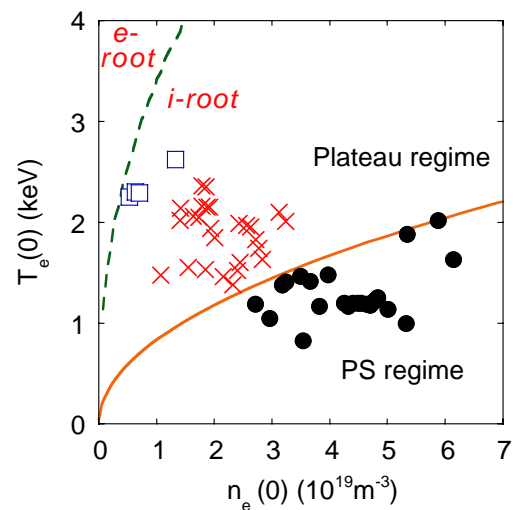 4
3
2
1
0
e-
root
i-root
Plateau regime
PS regime
T_e(0) (keV)
0 1 2 3 4 5 6 7
n_e (0) (10^19 m^-3)